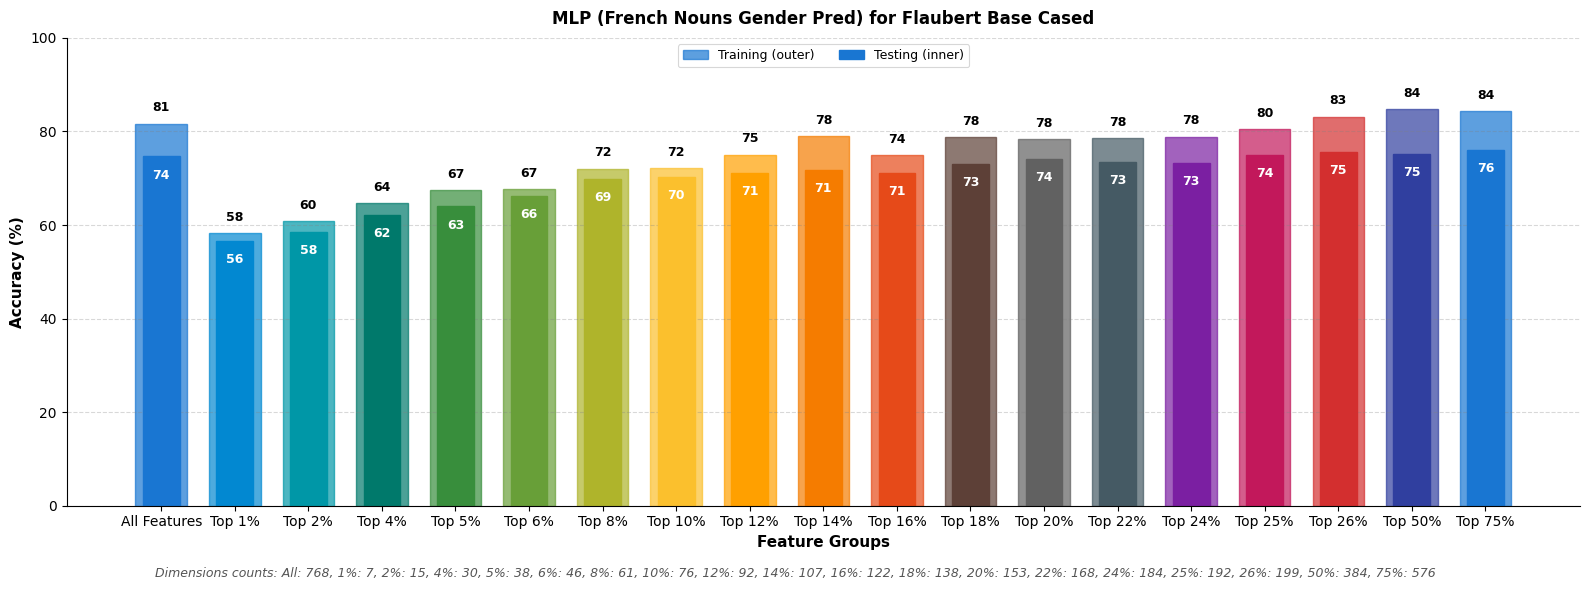 MLP (French Nouns Gender Pred) for Flaubert Base Cased
Training (outer) Testing (inner)
Accuracy (%)
100
80
60
40
20
0
81 58 60 64 67 67 72 72 75 78 74 78 78 78 78 80 83 84 84
74 56 58 62 63 66 69 70 71 71 71 73 74 73 73 74 75 75 76
All Features Top 1% Top 2% Top 4% Top 5% Top 6% Top 8% Top 10% Top 12% Top 14% Top 16% Top 18% Top 20% Top 22% Top 24% Top 25% Top 26% Top 50% Top 75%
Feature Groups
Dimensions counts: All: 768, 1%: 7, 2%: 15, 4%: 30, 5%: 38, 6%: 46, 8%: 61, 10%: 76, 12%: 92, 14%: 107, 16%: 122, 18%: 138, 20%: 153, 22%: 168, 24%: 184, 25%: 192, 26%: 199, 50%: 384, 75%: 576